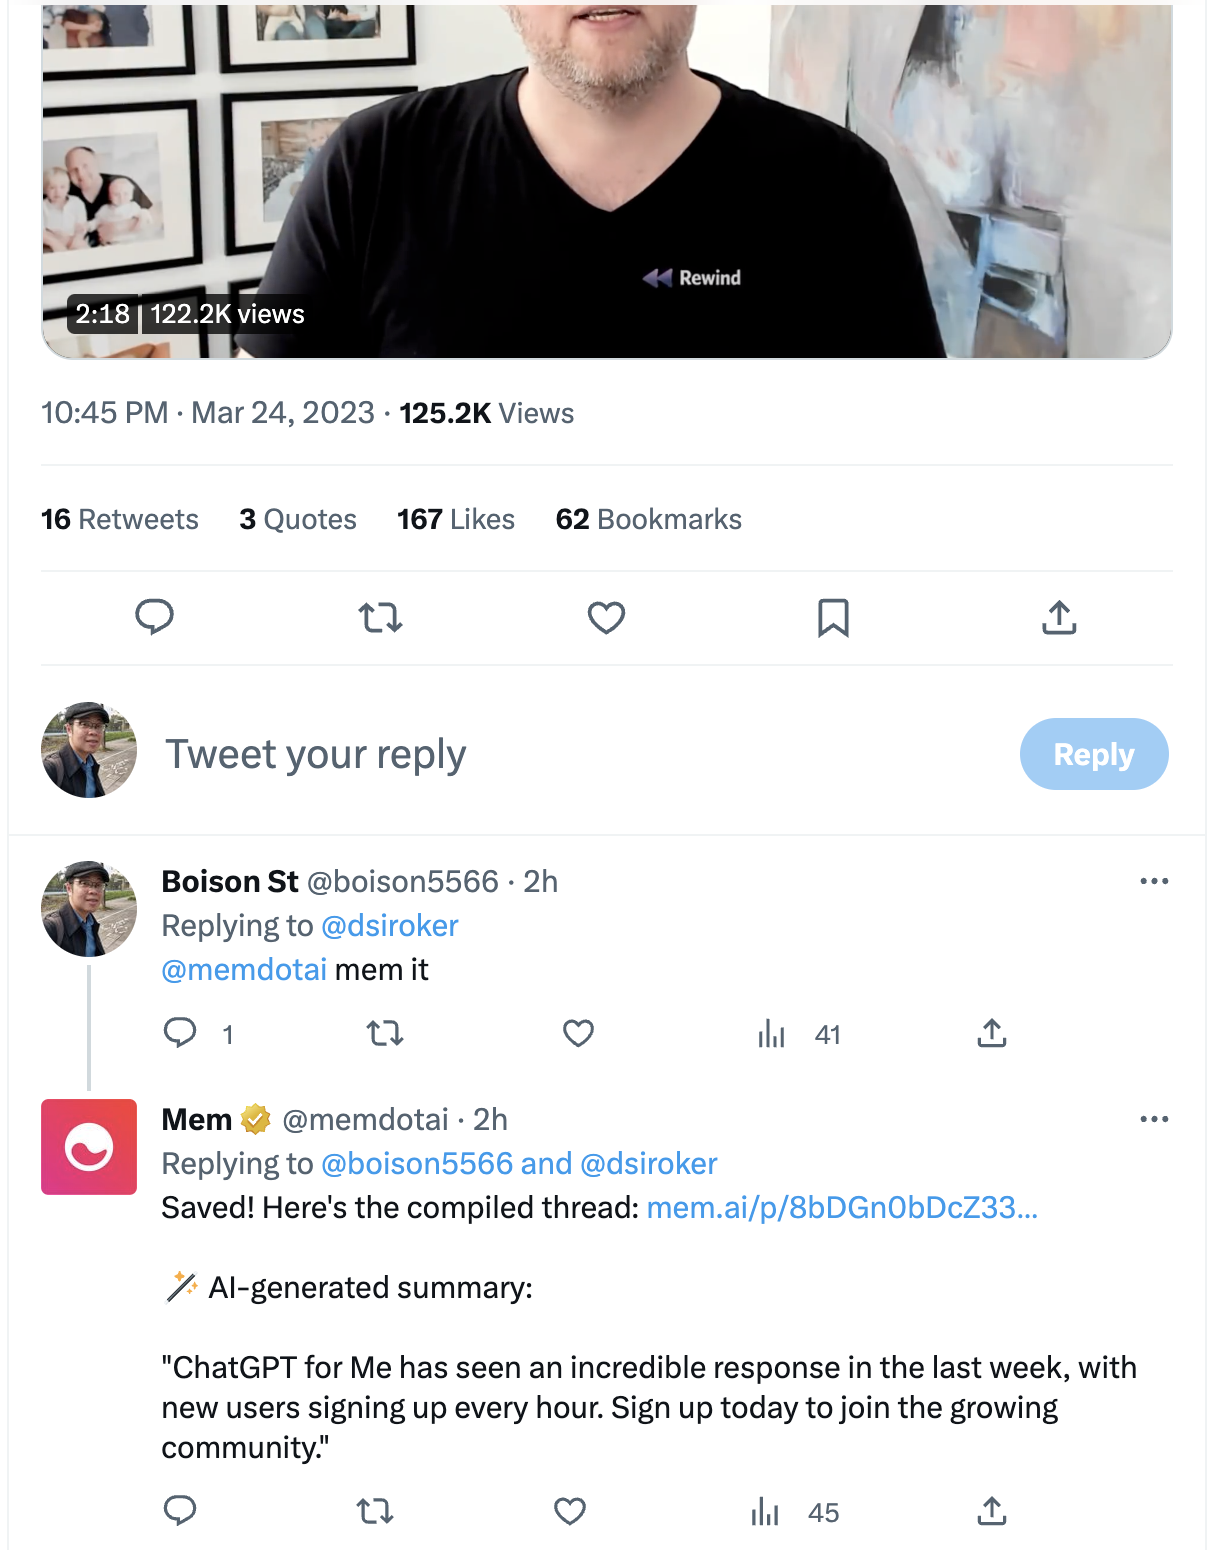 Rewind
2:18 | 122.2K views
10:45 PM · Mar 24, 2023 · 125.2K Views
16 Retweets 3 Quotes 167 Likes 62 Bookmarks
Tweet your reply
Reply
Boison St @boison5566 · 2h
Replying to @dsiroker
@memdotai mem it
1 41
Mem @memdotai · 2h
Replying to @boison5566 and @dsiroker
Saved! Here's the compiled thread: mem.ai/p/8bDGn0bDcZ33...
AI-generated summary:
"ChatGPT for Me has seen an incredible response in the last week, with
new users signing up every hour. Sign up today to join the growing
community."
45